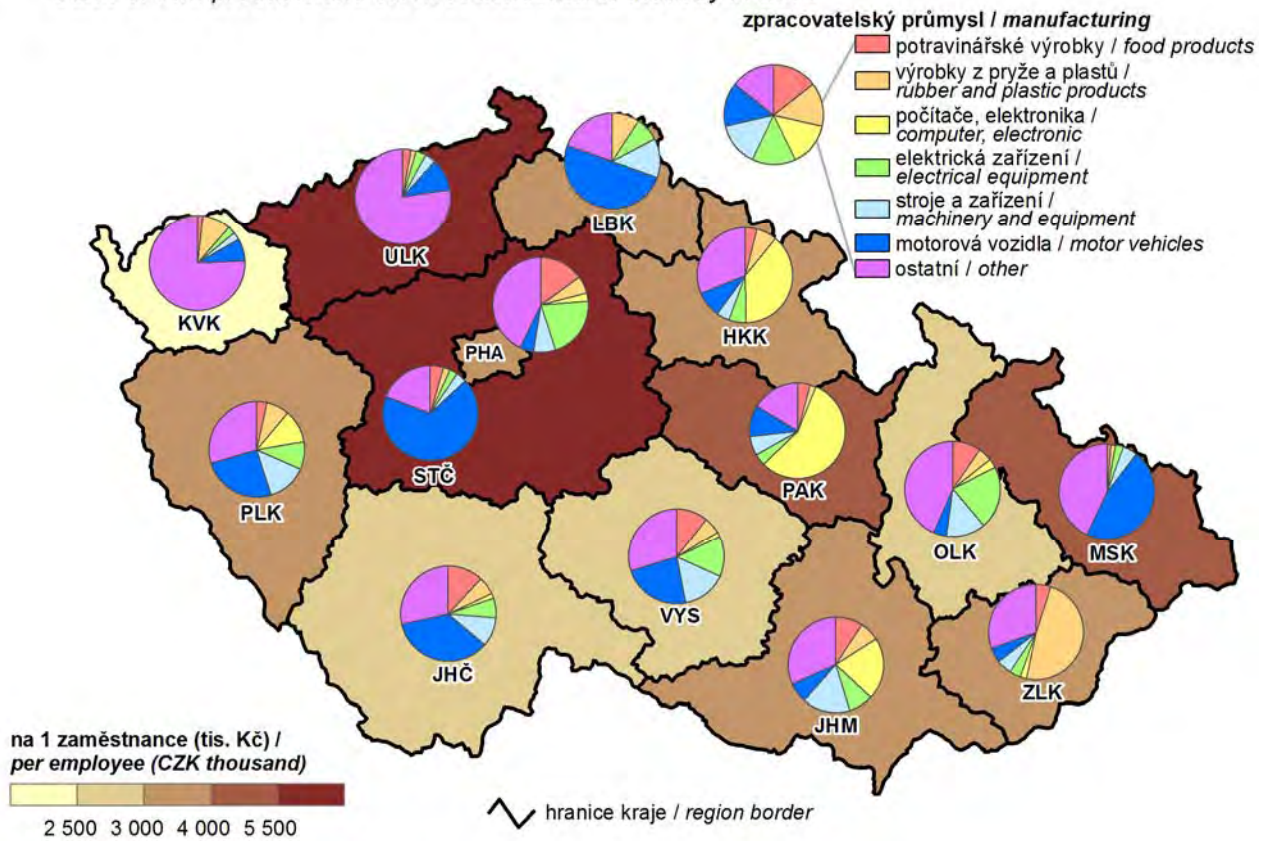 zpracovatelský průmysl / manufacturing
potravinářské výrobky / food products
výrobky z pryže a plastů /
rubber and plastic products
počítače, elektronika /
computer, electronic
elektrická zařízení /
electrical equipment
stroje a zařízení /
machinery and equipment
motorová vozidla / motor vehicles
ostatní / other
LBK
ULK
KVK
HKK
PHA
STČ
PAK
PLK
OLK
MSK
VYS
JHČ
ZLK
JHM
na 1 zaměstnance (tis. Kč) /
per employee (CZK thousand)
2 500 3 000 4 000 5 500
hranice kraje / region border